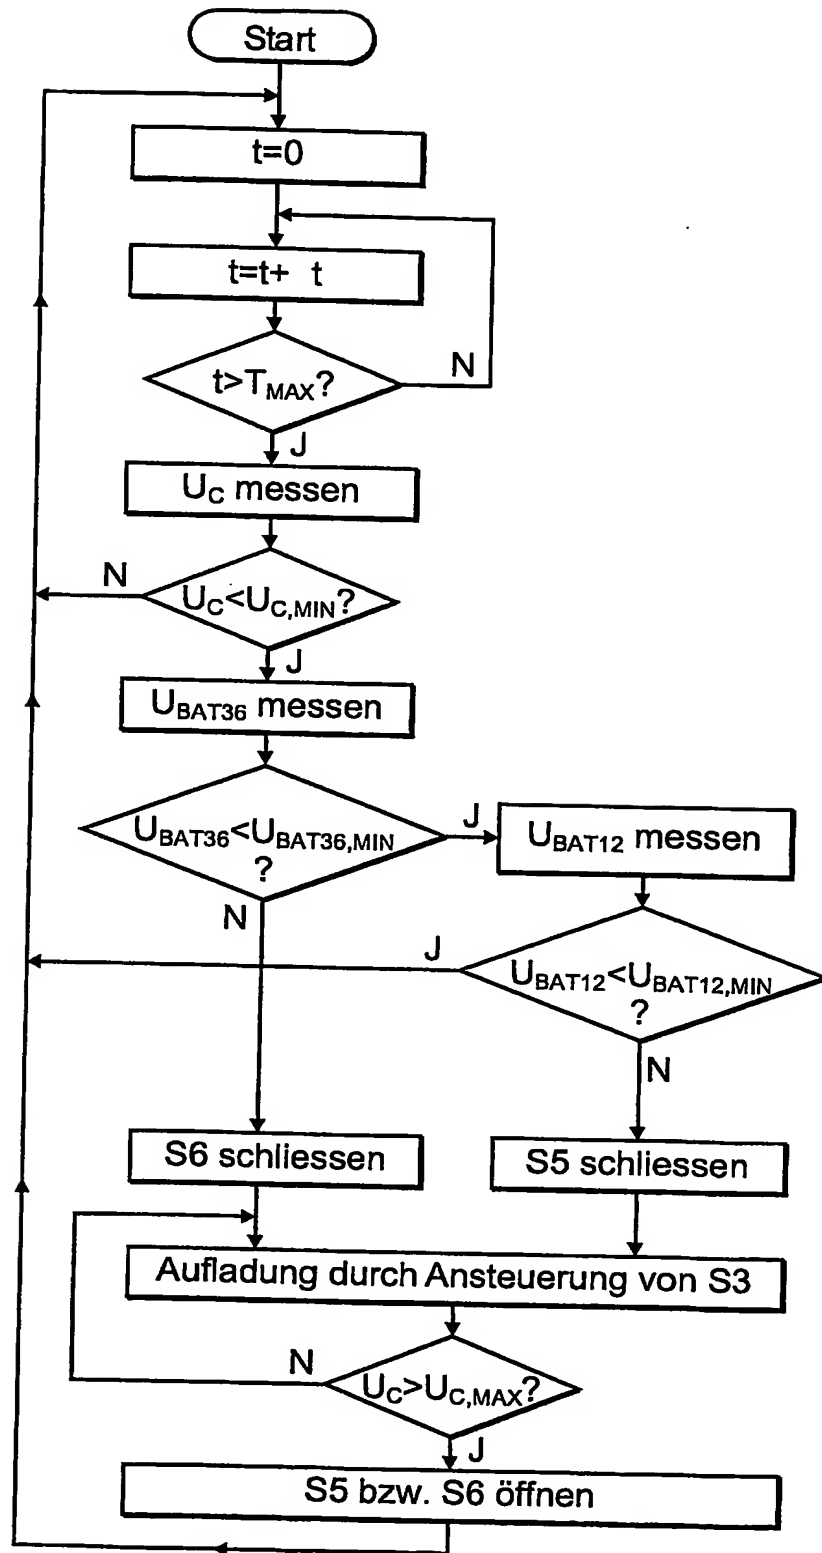 Start
t=0
t=t+ t
t>TMAX?
N
J
UC messen
N
UC<UC,MIN?
J
UBAT36 messen
UBAT36<UBAT36,MIN
?
J
UBAT12 messen
N
J
UBAT12<UBAT12,MIN
?
N
S6 schliessen
S5 schliessen
Aufladung durch Ansteuerung von S3
N
UC>UC,MAX?
J
S5 bzw. S6 öffnen